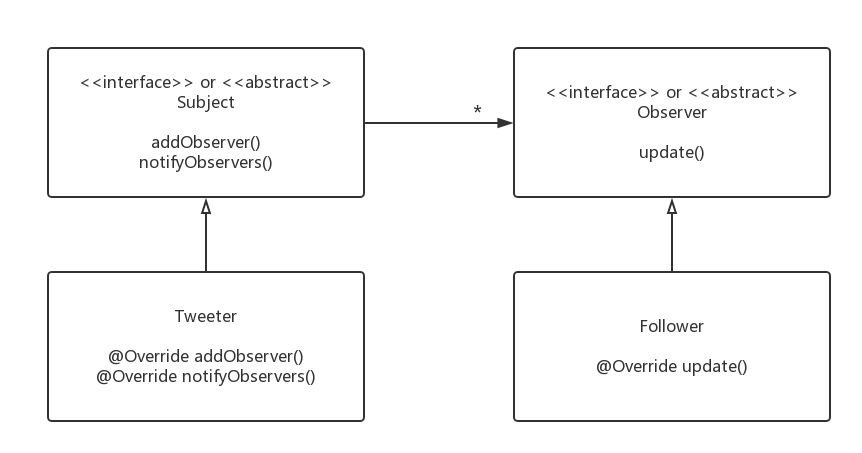 <<interface>> or <<abstract>>
Subject
addObserver()
notifyObservers()
*
<<interface>> or <<abstract>>
Observer
update()
Tweeter
@Override addObserver()
@Override notifyObservers()
Follower
@Override update()